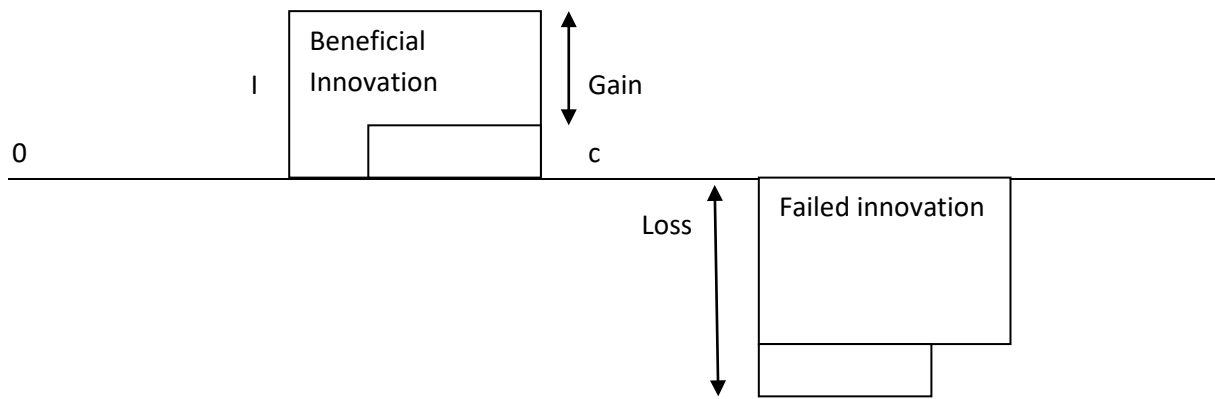 Beneficial
Innovation
I
Gain
0
c
Loss
Failed innovation